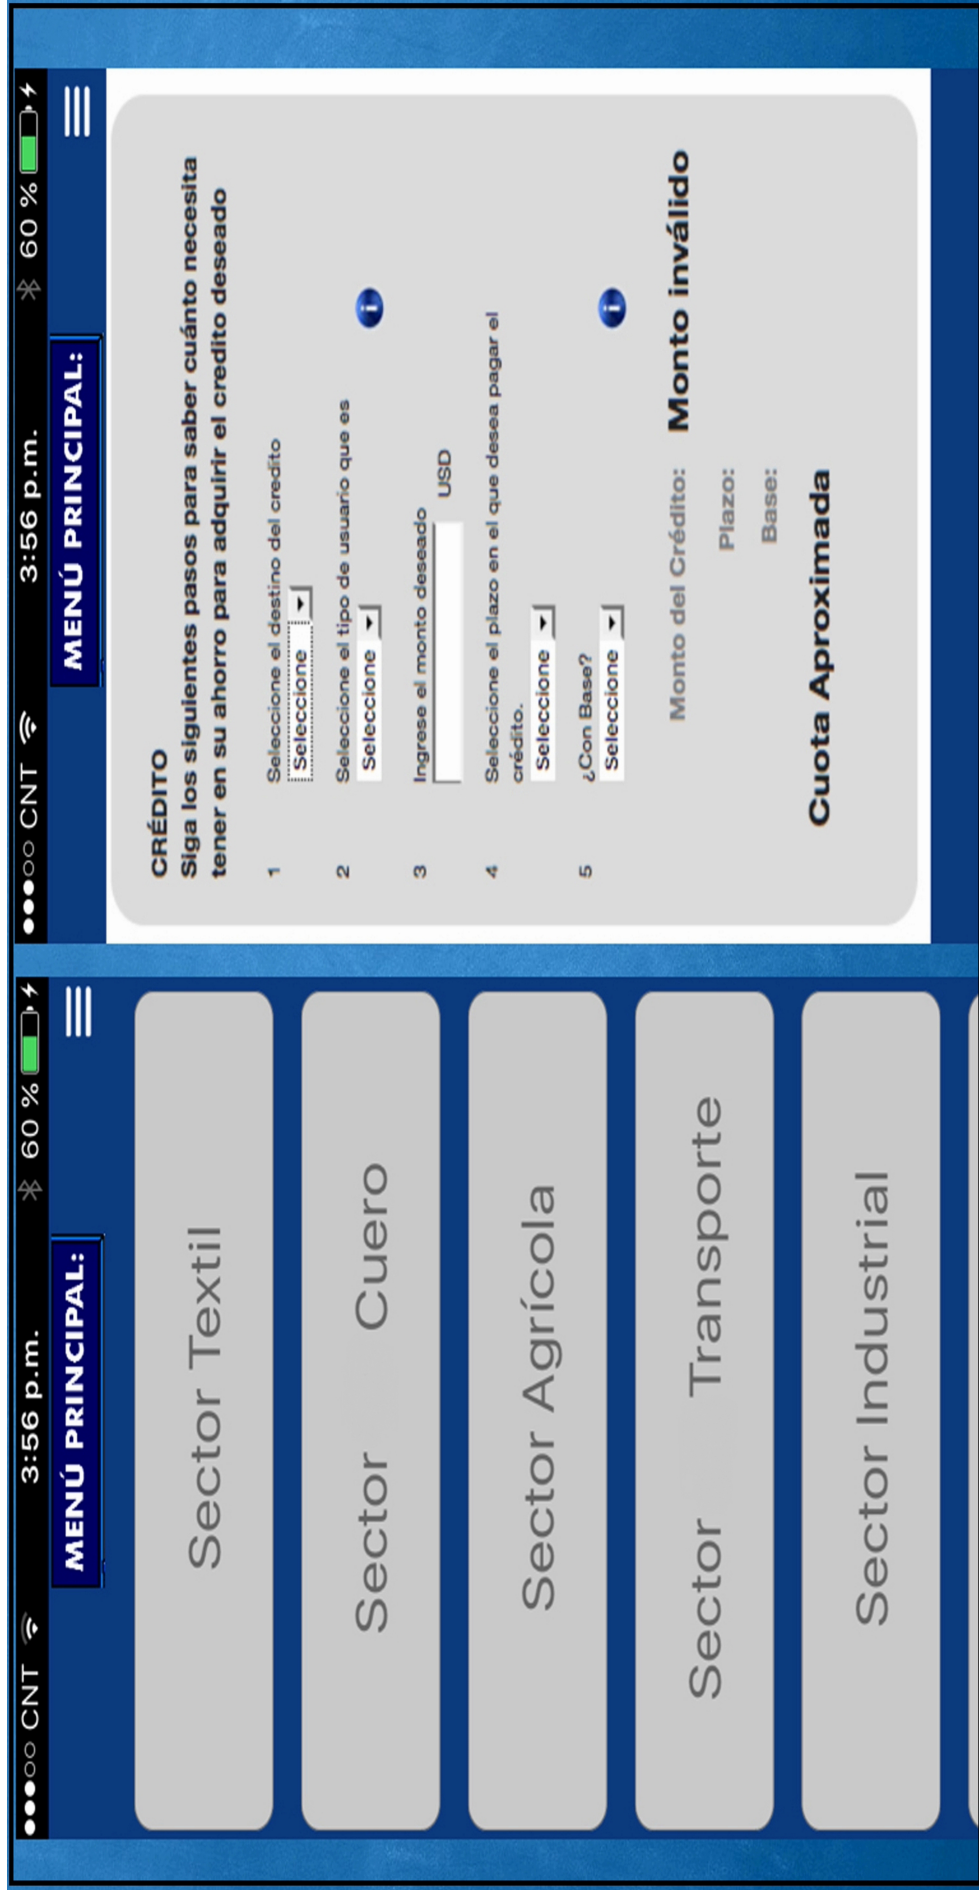 CNT 3:56 p.m. 60 %
MENÚ PRINCIPAL:
Sector Textil
Sector Cuero
Sector Agrícola
Sector Transporte
Sector Industrial
CNT 3:56 p.m. 60 %
MENÚ PRINCIPAL:
CRÉDITO
Siga los siguientes pasos para saber cuánto necesita
tener en su ahorro para adquirir el credito deseado
1 Seleccione el destino del credito
Seleccione
2 Seleccione el tipo de usuario que es
Seleccione i
3 Ingrese el monto deseado
USD
4 Seleccione el plazo en el que desea pagar el
crédito.
Seleccione
5 ¿Con Base?
Seleccione i
Monto del Crédito: Monto inválido
Plazo:
Base:
Cuota Aproximada